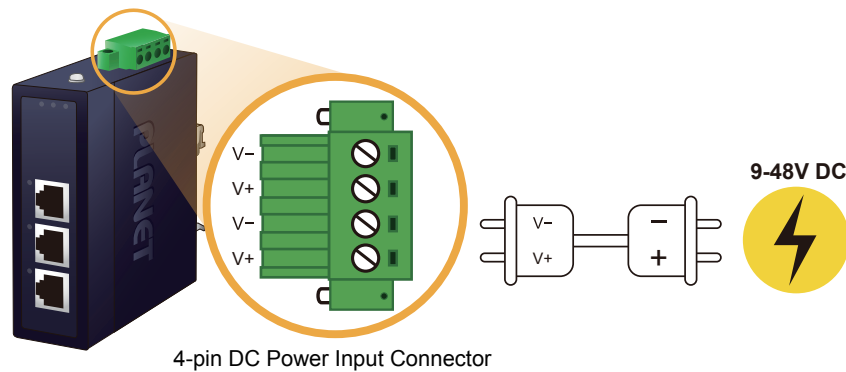 PLANET
V−
V+
V−
V+
V−
V+
−
+
9-48V DC
4-pin DC Power Input Connector